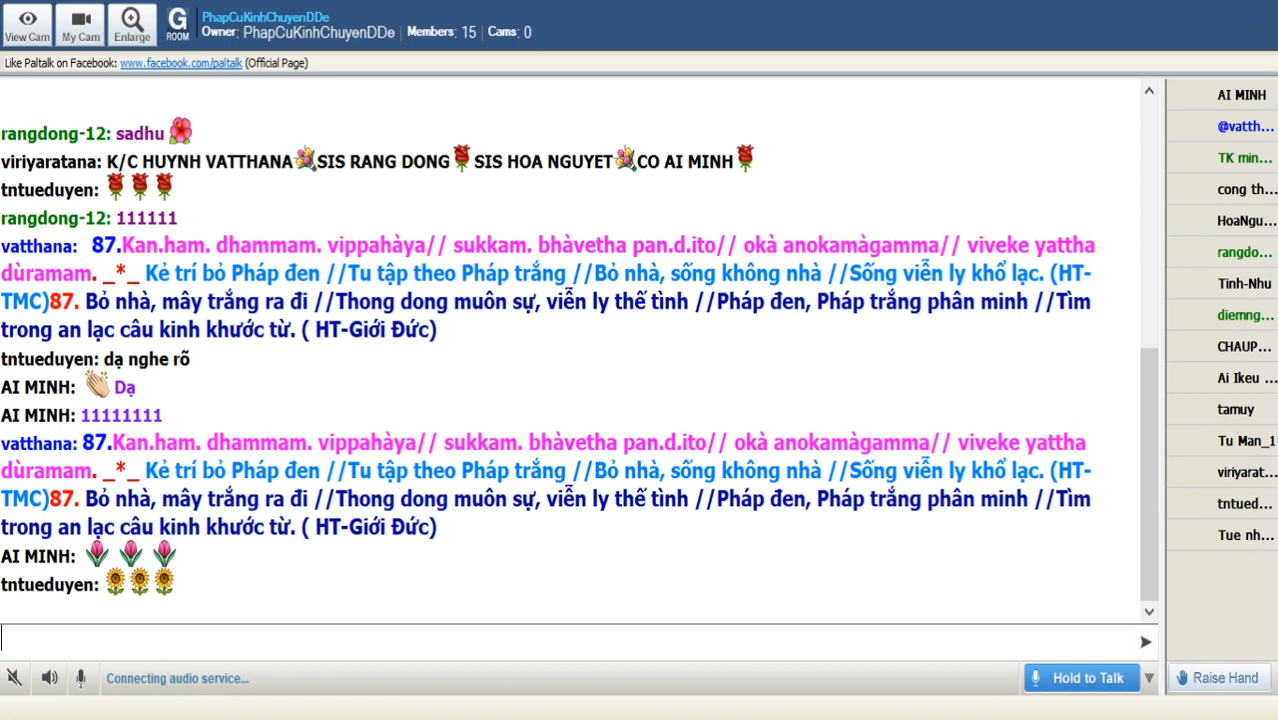 View Cam
My Cam
Enlarge
G
ROOM
PhapCuKinhChuyenDDe
Owner: PhapCuKinhChuyenDDe | Members: 15 | Cams: 0
Like Paltalk on Facebook: www.facebook.com/paltalk (Official Page)
rangdong-12: sadhu
viriyaratana: K/C HUYNH VATTHANA SIS RANG DONG SIS HOA NGUYET CO AI MINH
tntueduyen:
rangdong-12: 111111
vatthana: 87.Kan.ham. dhammam. vippahàya// sukkam. bhàvetha pan.d.ito// okà anokamàgamma// viveke yattha
dùramam. _*_ Kẻ trí bỏ Pháp đen //Tu tập theo Pháp trắng //Bỏ nhà, sống không nhà //Sống viễn ly khổ lạc. (HT-
TMC)87. Bỏ nhà, mây trắng ra đi //Thong dong muôn sự, viễn ly thế tình //Pháp đen, Pháp trắng phân minh //Tìm
trong an lạc câu kinh khước từ. ( HT-Giới Đức)
tntueduyen: dạ nghe rõ
AI MINH: Dạ
AI MINH: 11111111
vatthana: 87.Kan.ham. dhammam. vippahàya// sukkam. bhàvetha pan.d.ito// okà anokamàgamma// viveke yattha
dùramam. _*_ Kẻ trí bỏ Pháp đen //Tu tập theo Pháp trắng //Bỏ nhà, sống không nhà //Sống viễn ly khổ lạc. (HT-
TMC)87. Bỏ nhà, mây trắng ra đi //Thong dong muôn sự, viễn ly thế tình //Pháp đen, Pháp trắng phân minh //Tìm
trong an lạc câu kinh khước từ. ( HT-Giới Đức)
AI MINH:
tntueduyen:
Connecting audio service...
Hold to Talk
AI MINH
@vatth...
TK min...
cong th...
HoaNgu...
rangdo...
Tinh-Nhu
diemng...
CHAUP...
Ai Ikeu ...
tamuy
Tu Man_1
viriyarat...
tntued...
Tue nh...
Raise Hand